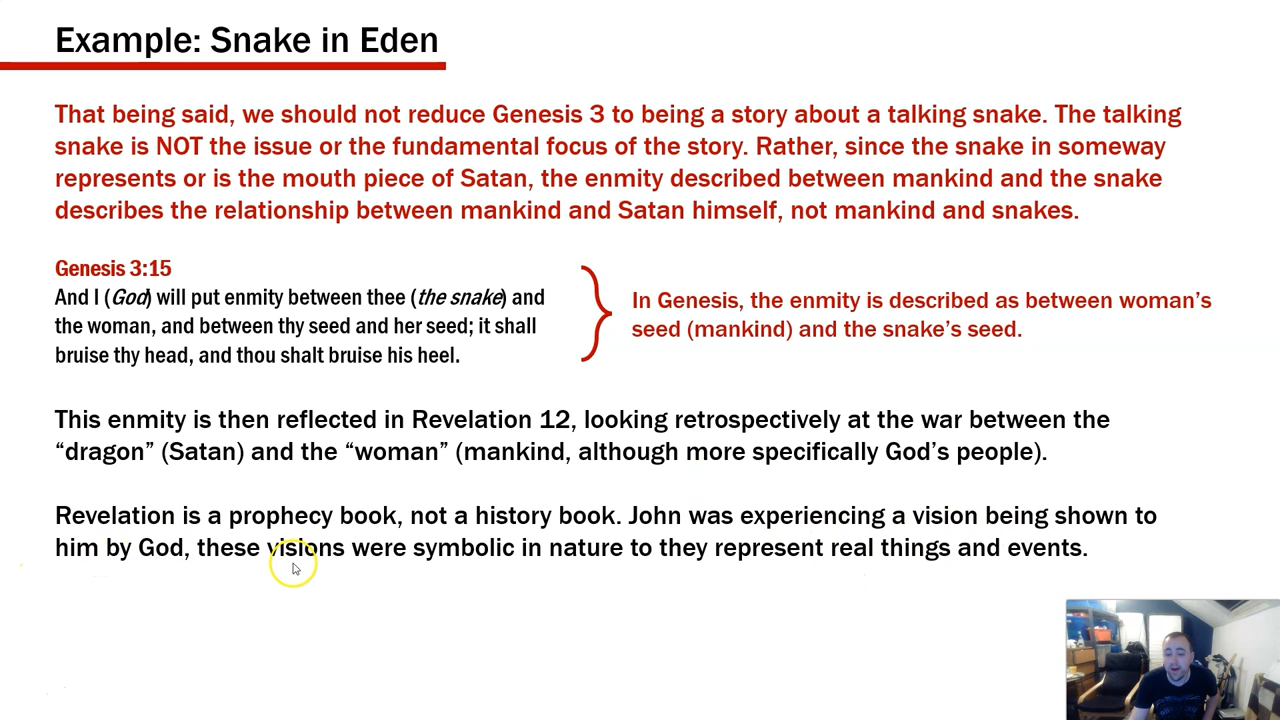 Example: Snake in Eden
That being said, we should not reduce Genesis 3 to being a story about a talking snake. The talking
snake is NOT the issue or the fundamental focus of the story. Rather, since the snake in someway
represents or is the mouth piece of Satan, the enmity described between mankind and the snake
describes the relationship between mankind and Satan himself, not mankind and snakes.
Genesis 3:15
And I (God) will put enmity between thee (the snake) and
the woman, and between thy seed and her seed; it shall
bruise thy head, and thou shalt bruise his heel.
In Genesis, the enmity is described as between woman's
seed (mankind) and the snake's seed.
This enmity is then reflected in Revelation 12, looking retrospectively at the war between the
“dragon” (Satan) and the “woman” (mankind, although more specifically God's people).
Revelation is a prophecy book, not a history book. John was experiencing a vision being shown to
him by God, these visions were symbolic in nature to they represent real things and events.